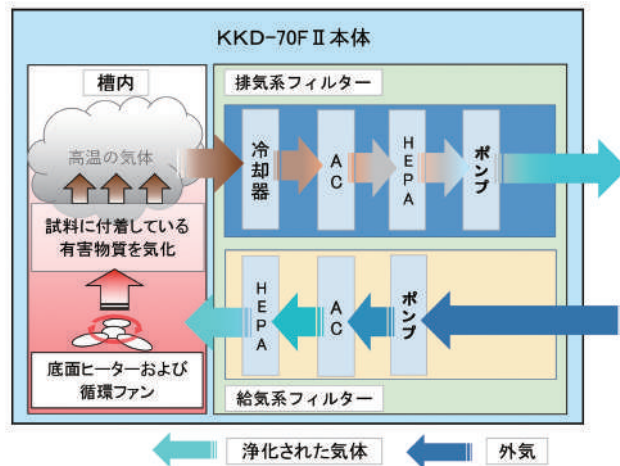 KKD-70FⅡ本体
槽内
高温の気体
試料に付着している
有害物質を気化
底面ヒーターおよび
循環ファン
排気系フィルター
冷却器
AC
HEPA
ポンプ
HEPA
AC
ポンプ
給気系フィルター
浄化された気体
外気